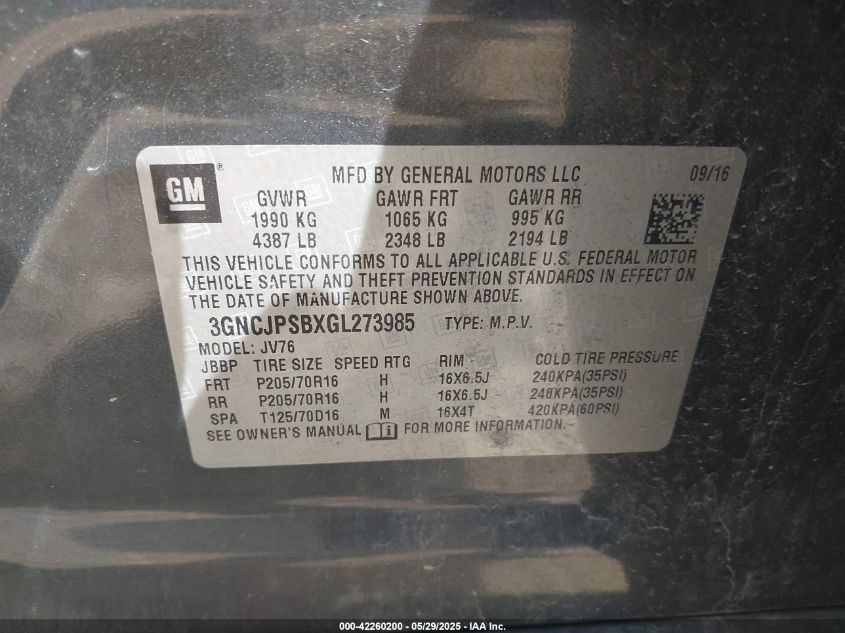 GM ® MFD BY GENERAL MOTORS LLC 09/16
GVWR GAWR FRT GAWR RR
1990 KG 1065 KG 995 KG
4387 LB 2348 LB 2194 LB
THIS VEHICLE CONFORMS TO ALL APPLICABLE U.S. FEDERAL MOTOR
VEHICLE SAFETY AND THEFT PREVENTION STANDARDS IN EFFECT ON
THE DATE OF MANUFACTURE SHOWN ABOVE.
3GNCJPSBXGL273985 TYPE: M.P.V.
MODEL: JV76
JBBP TIRE SIZE SPEED RTG RIM COLD TIRE PRESSURE
FRT P205/70R16 H 16X6.5J 240KPA(35PSI)
RR P205/70R16 H 16X6.5J 240KPA(35PSI)
SPA T125/70D16 M 16X4T 420KPA(60PSI)
SEE OWNER'S MANUAL FOR MORE INFORMATION.
000-42260200 - 05/29/2025 - IAAI.com